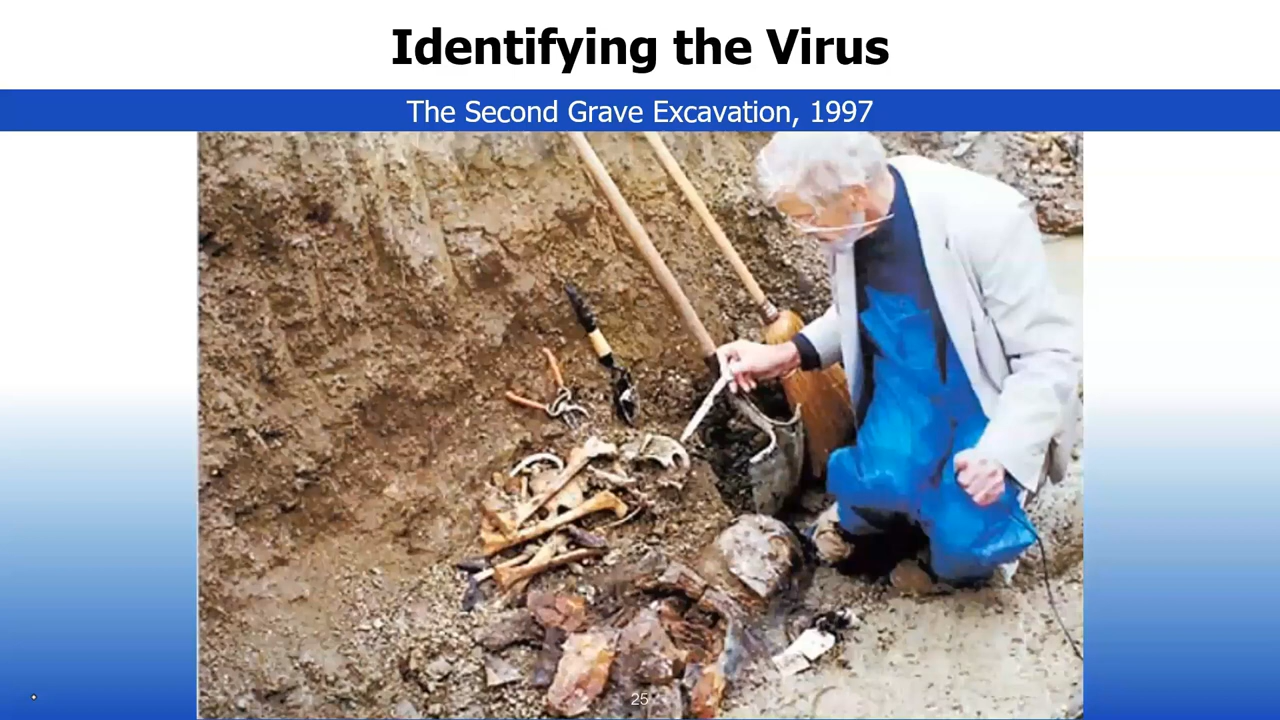 Identifying the Virus
The Second Grave Excavation, 1997
25